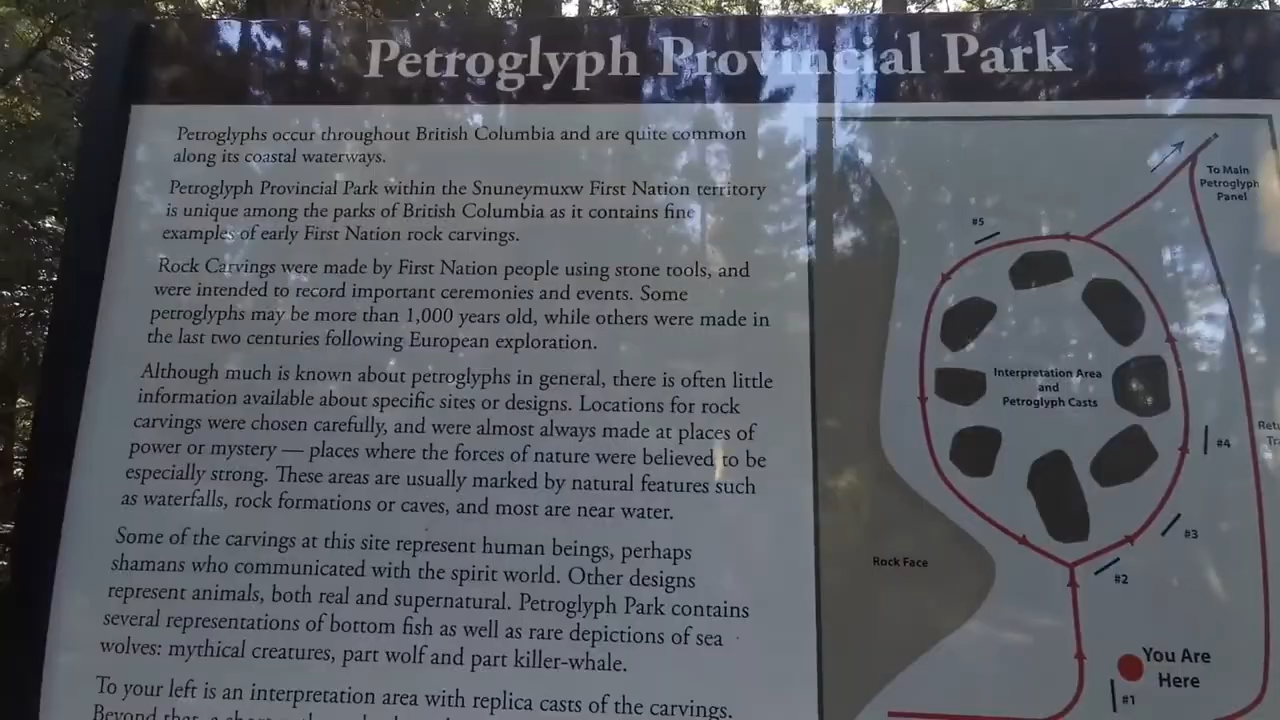 Petroglyph Provincial Park
Petroglyphs occur throughout British Columbia and are quite common
along its coastal waterways.
Petroglyph Provincial Park within the Snuneymuxw First Nation territory
is unique among the parks of British Columbia as it contains fine
examples of early First Nation rock carvings.
Rock Carvings were made by First Nation people using stone tools, and
were intended to record important ceremonies and events. Some
petroglyphs may be more than 1,000 years old, while others were made in
the last two centuries following European exploration.
Although much is known about petroglyphs in general, there is often little
information available about specific sites or designs. Locations for rock
carvings were chosen carefully, and were almost always made at places of
power or mystery — places where the forces of nature were believed to be
especially strong. These areas are usually marked by natural features such
as waterfalls, rock formations or caves, and most are near water.
Some of the carvings at this site represent human beings, perhaps
shamans who communicated with the spirit world. Other designs
represent animals, both real and supernatural. Petroglyph Park contains
several representations of bottom fish as well as rare depictions of sea
wolves: mythical creatures, part wolf and part killer-whale.
To your left is an interpretation area with replica casts of the carvings.
Beyond that, a short
To Main
Petroglyph
Panel
#5
Interpretation Area
and
Petroglyph Casts
#4
#3
Rock Face
#2
You Are
Here
#1